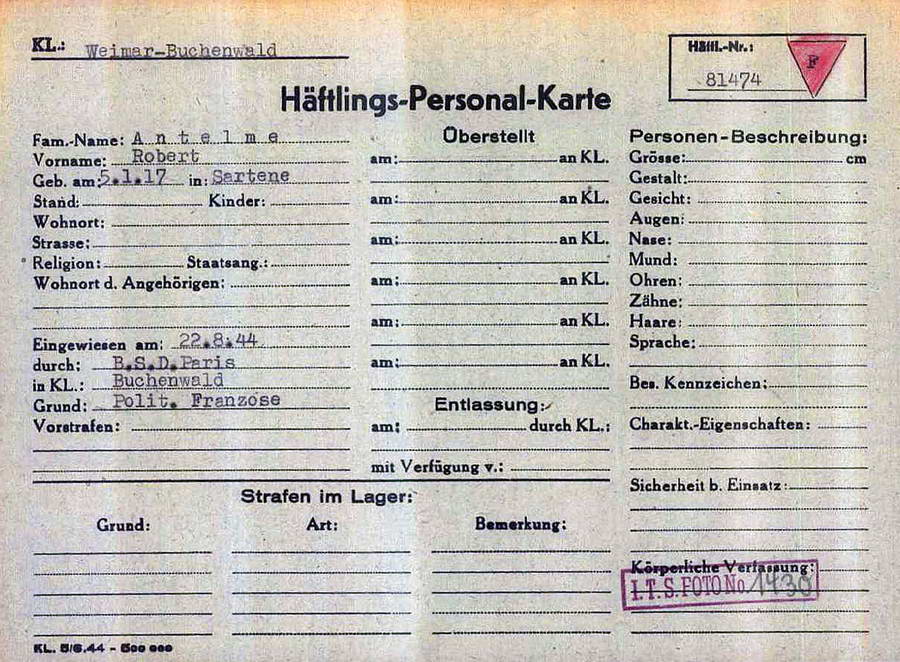 KL.: Weimar-Buchenwald
Häftl.-Nr.:
81474
F
Häftlings-Personal-Karte
Fam.-Name: Antelme
Vorname: Robert
Geb. am: 5.1.17 in: Sartene
Stand: Kinder:
Wohnort:
Strasse:
Religion: Staatsang.:
Wohnort d. Angehörigen:
Eingewiesen am: 22.8.44
durch: B.S.D.Paris
in KL.: Buchenwald
Grund: Polit. Franzose
Vorstrafen:
Überstellt
am: an KL.
am: an KL.
am: an KL.
am: an KL.
am: an KL.
am: an KL.
Entlassung:
am: durch KL.:
mit Verfügung v.:
Personen-Beschreibung:
Grösse: cm
Gestalt:
Gesicht:
Augen:
Nase:
Mund:
Ohren:
Zähne:
Haare:
Sprache:
Bes. Kennzeichen:
Charakt.-Eigenschaften:
Sicherheit b. Einsatz:
Körperliche Verfassung:
I.T.S. FOTO No. 1430
Strafen im Lager:
Grund: Art: Bemerkung:
KL. 5/6.44 - 500 000